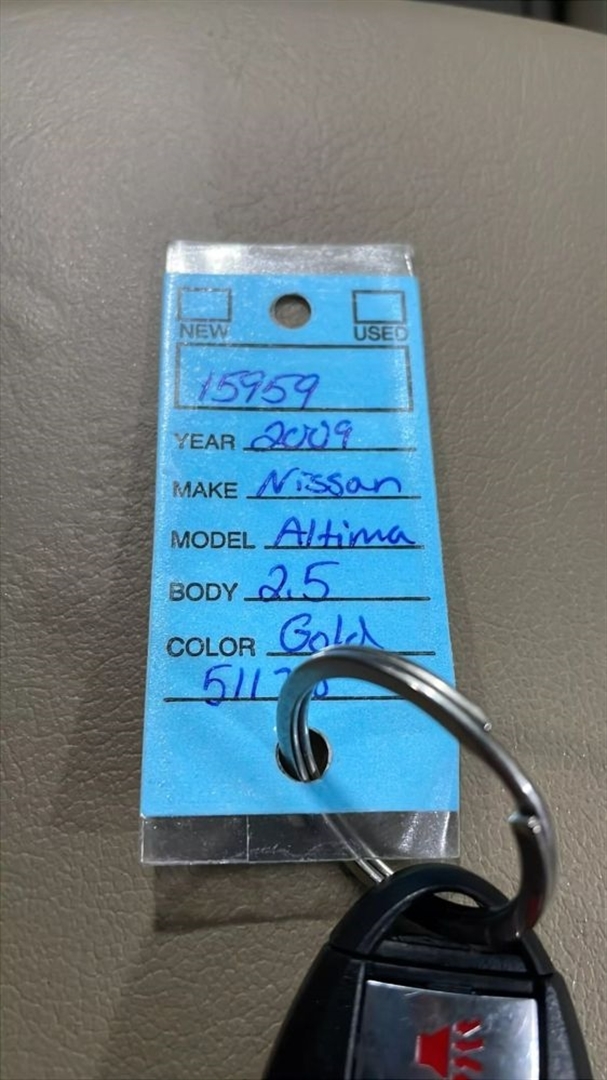 NEW USED
15959
YEAR 2009
MAKE Nissan
MODEL Altima
BODY 2.5
COLOR Gold